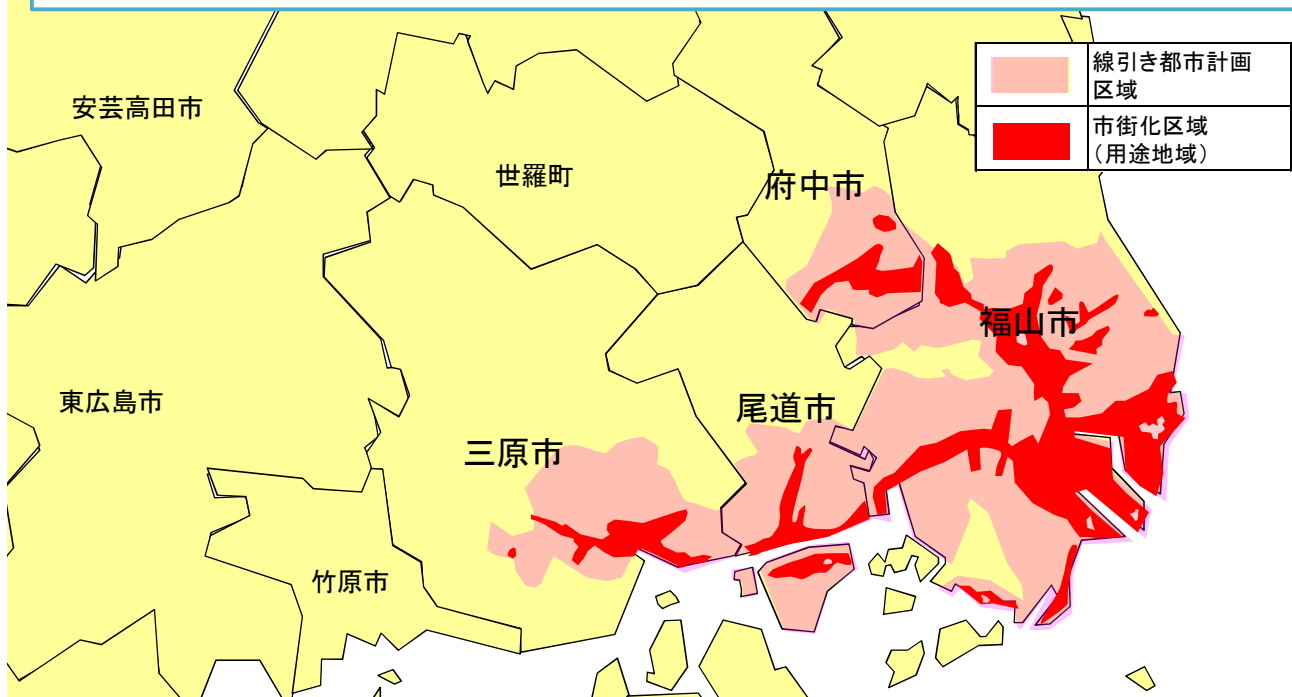 線引き都市計画
区域
市街化区域
（用途地域）
安芸高田市
世羅町
府中市
福山市
東広島市
尾道市
三原市
竹原市